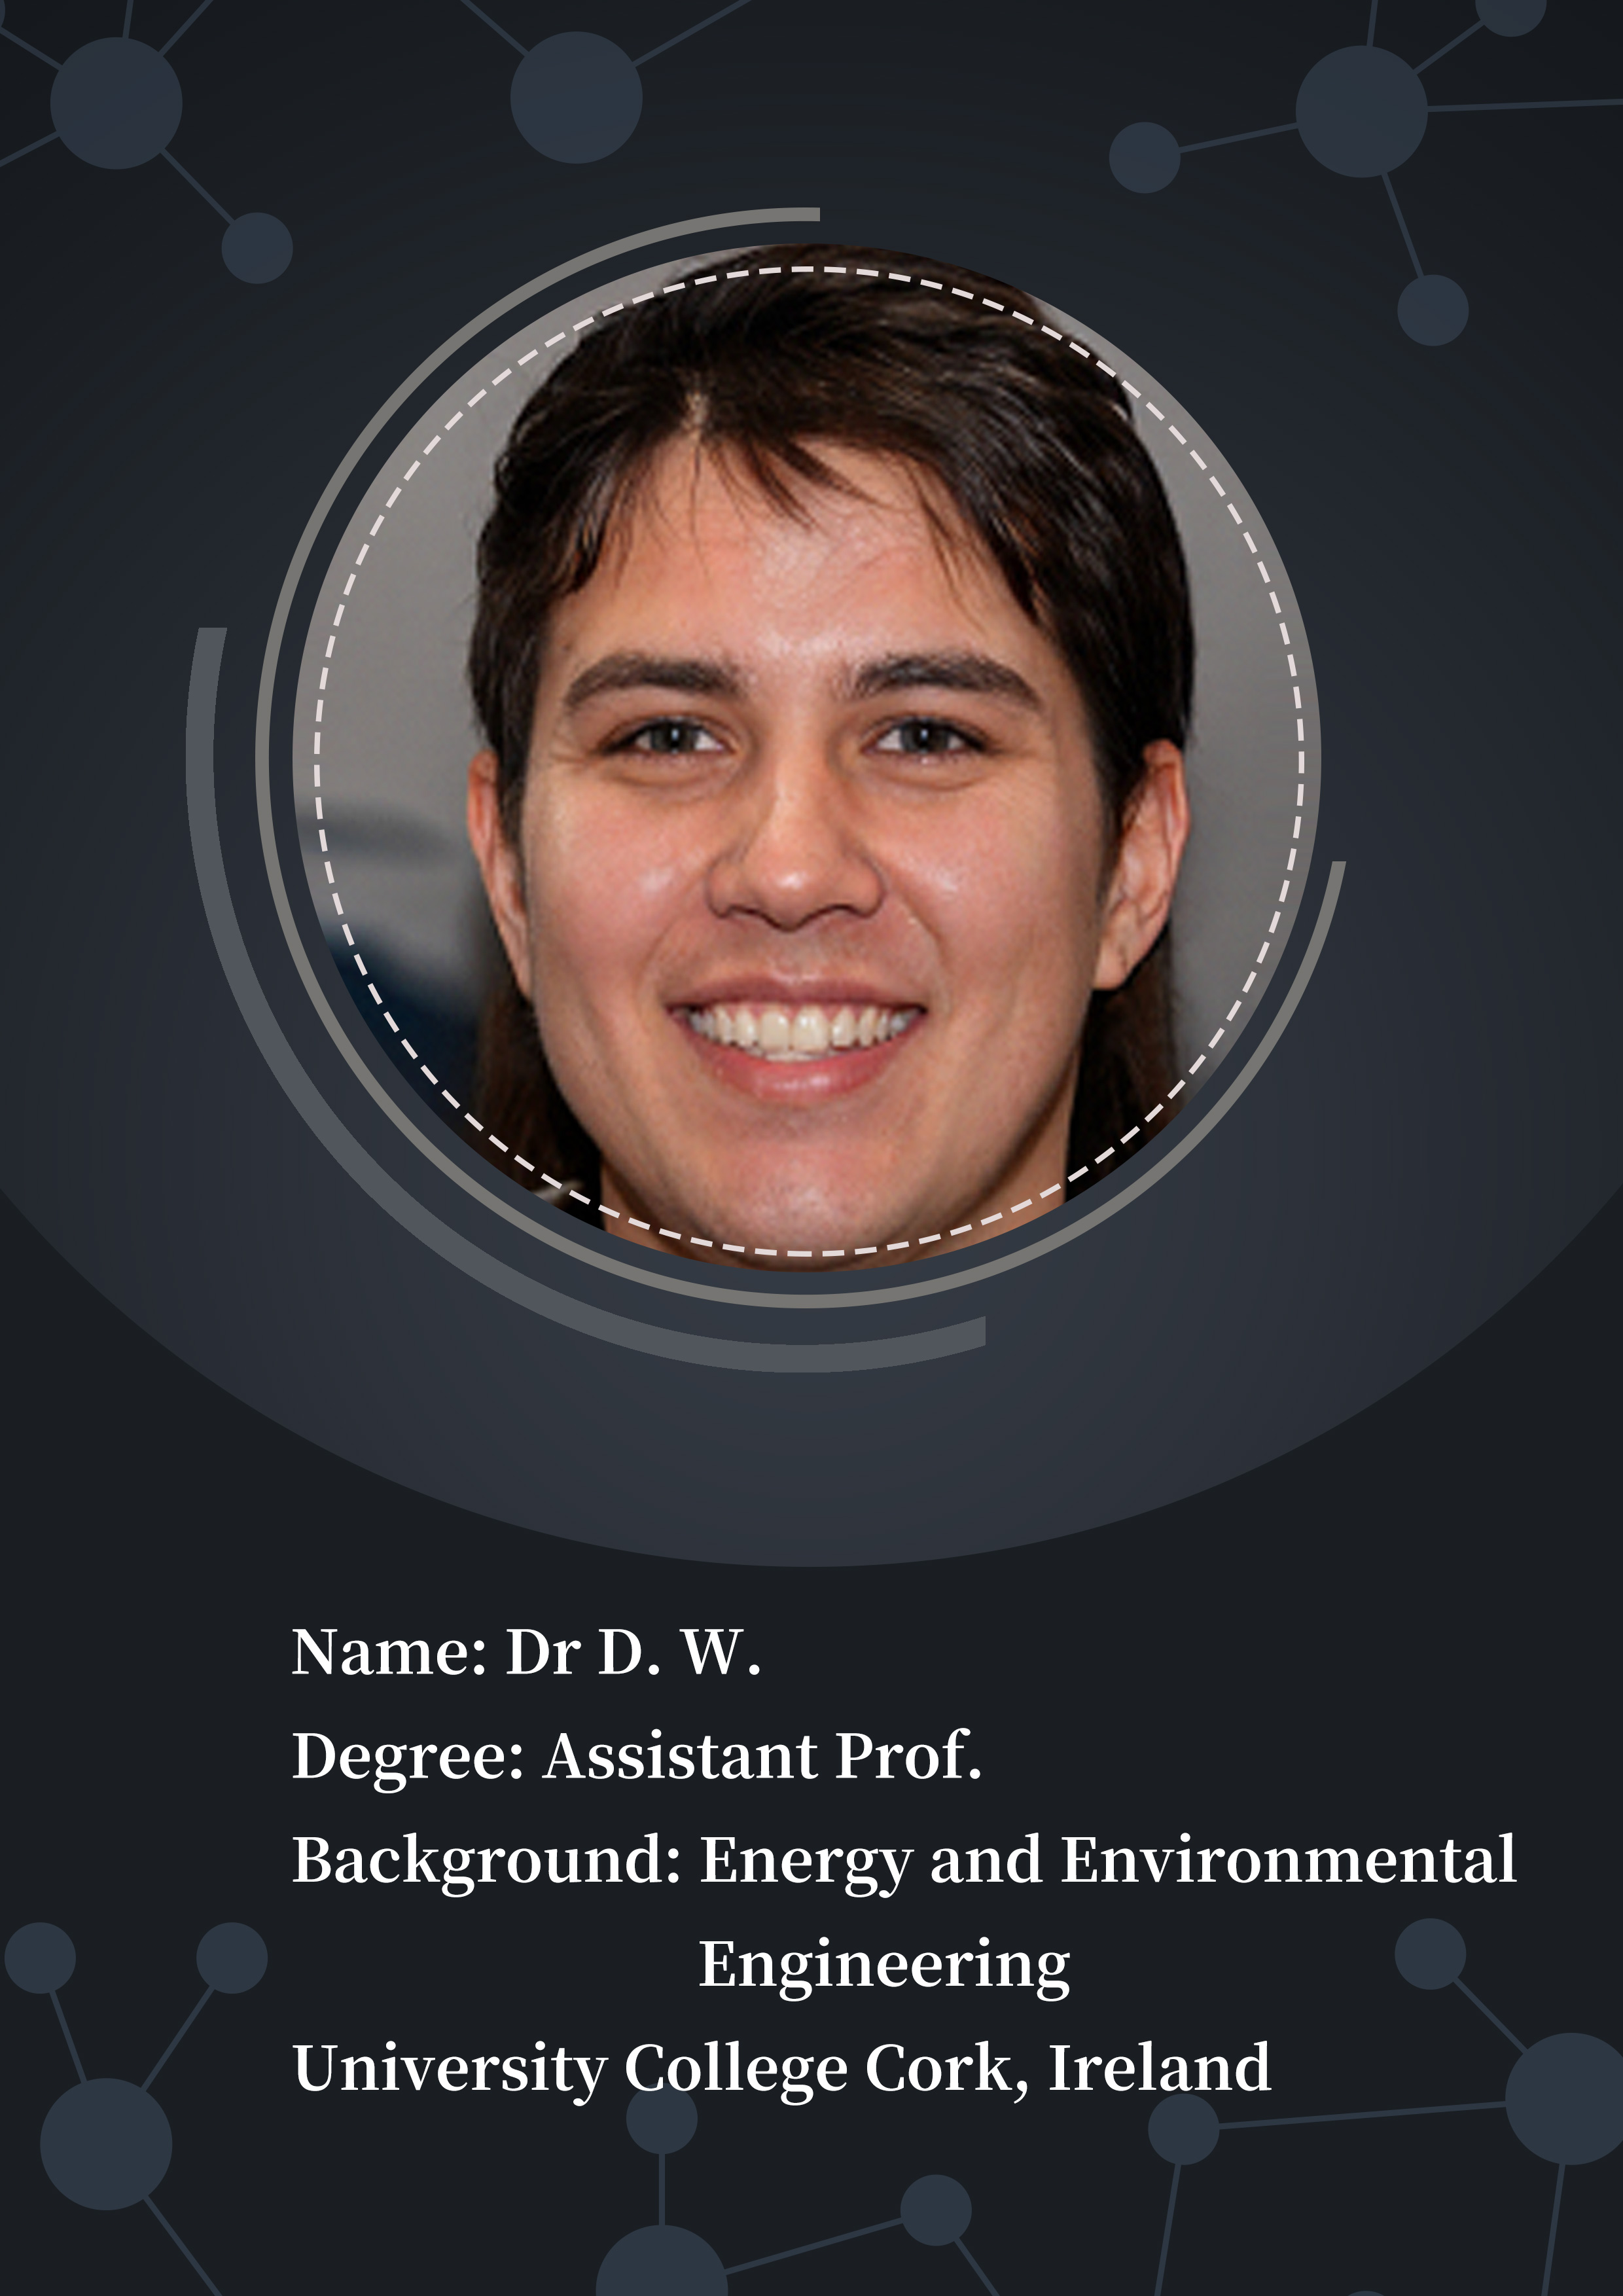 Name: Dr D. W.
Degree: Assistant Prof.
Background: Energy and Environmental
Engineering
University College Cork, Ireland